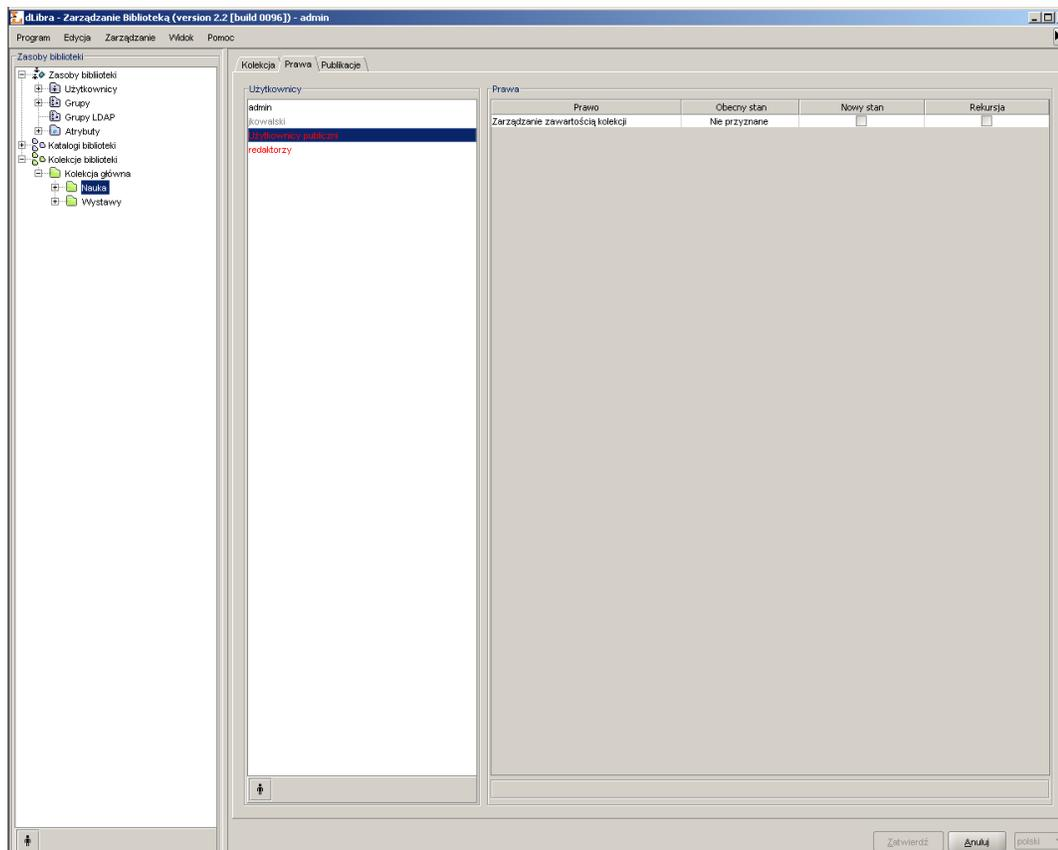 dLibra - Zarządzanie Biblioteką (version 2.2 [build 0096]) - admin
Program Edycja Zarządzanie Widok Pomoc
Zasoby biblioteki
Zasoby biblioteki
Użytkownicy
Grupy
Grupy LDAP
Atrybuty
Katalogi biblioteki
Kolekcje biblioteki
Kolekcja główna
Nauka
Wystawy
Kolekcja Prawa Publikacje
Użytkownicy
admin
jkowalski
Użytkownicy publiczni
redaktorzy
Prawa
Prawo Obecny stan Nowy stan Rekursja
Zarządzanie zawartością kolekcji Nie przyznane
Zatwierdź Anuluj polski